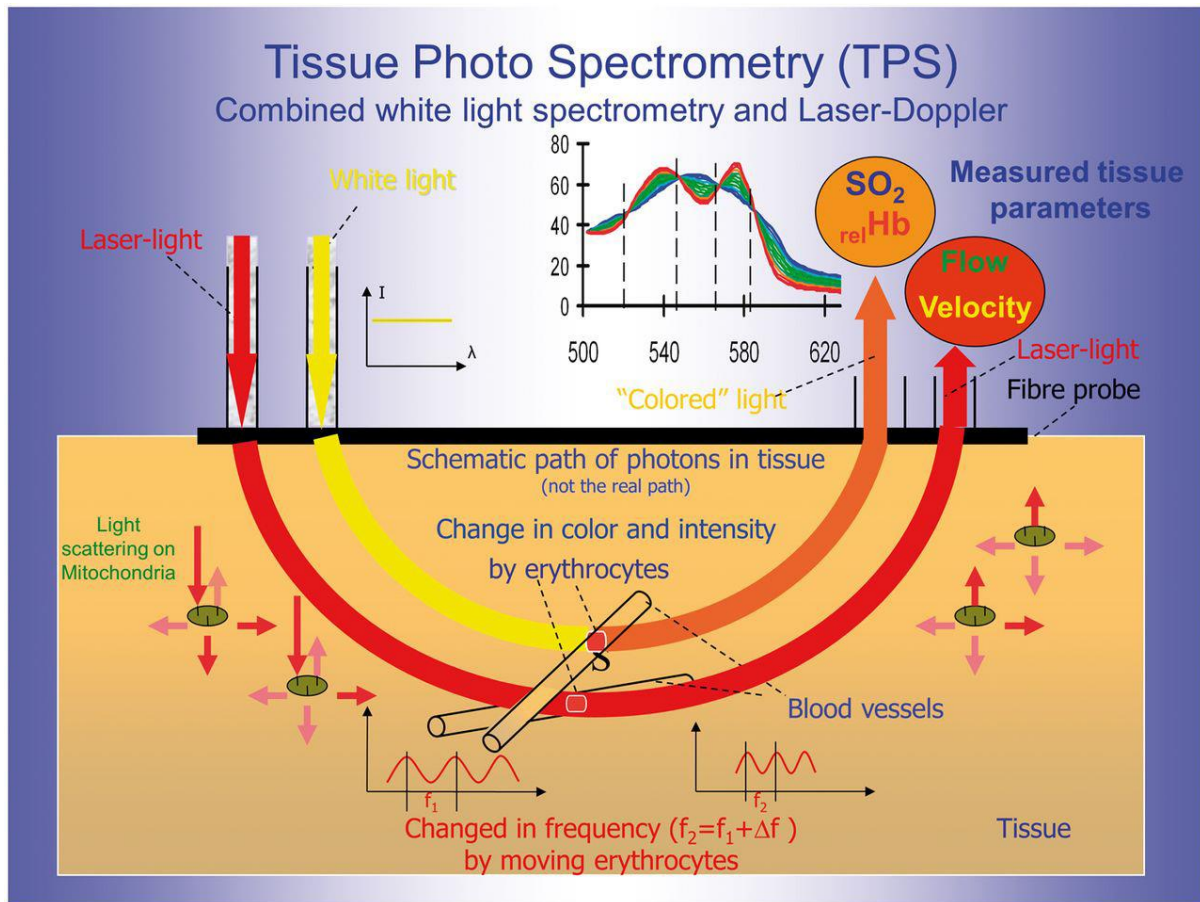 Tissue Photo Spectrometry (TPS)
Combined white light spectrometry and Laser-Doppler
White light
Laser-light
I
λ
80
60
40
20
0
500 540 580 620
SO2
relHb
Measured tissue
parameters
Flow
Velocity
Laser-light
Fibre probe
"Colored" light
Schematic path of photons in tissue
(not the real path)
Change in color and intensity
by erythrocytes
Light
scattering on
Mitochondria
S
Blood vessels
f1
f2
Changed in frequency (f2=f1+Δf )
by moving erythrocytes
Tissue